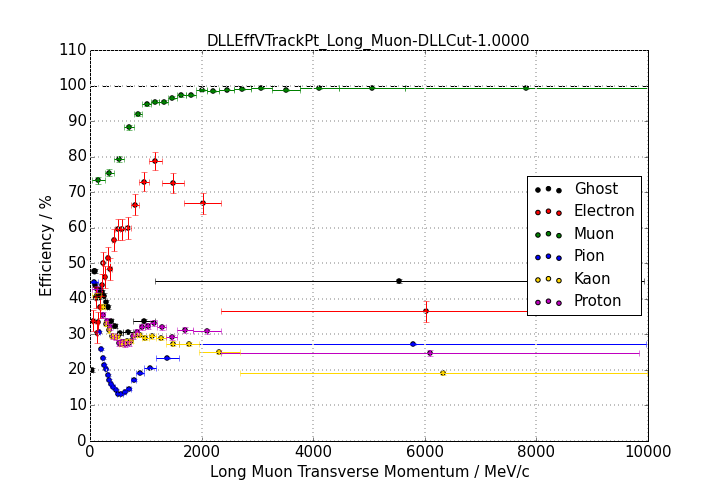 DLLEffVTrackPt_Long_Muon-DLLCut-1.0000
110
100
90
80
70
60
50
40
30
20
10
0
Efficiency / %
Ghost
Electron
Muon
Pion
Kaon
Proton
0 2000 4000 6000 8000 10000
Long Muon Transverse Momentum / MeV/c